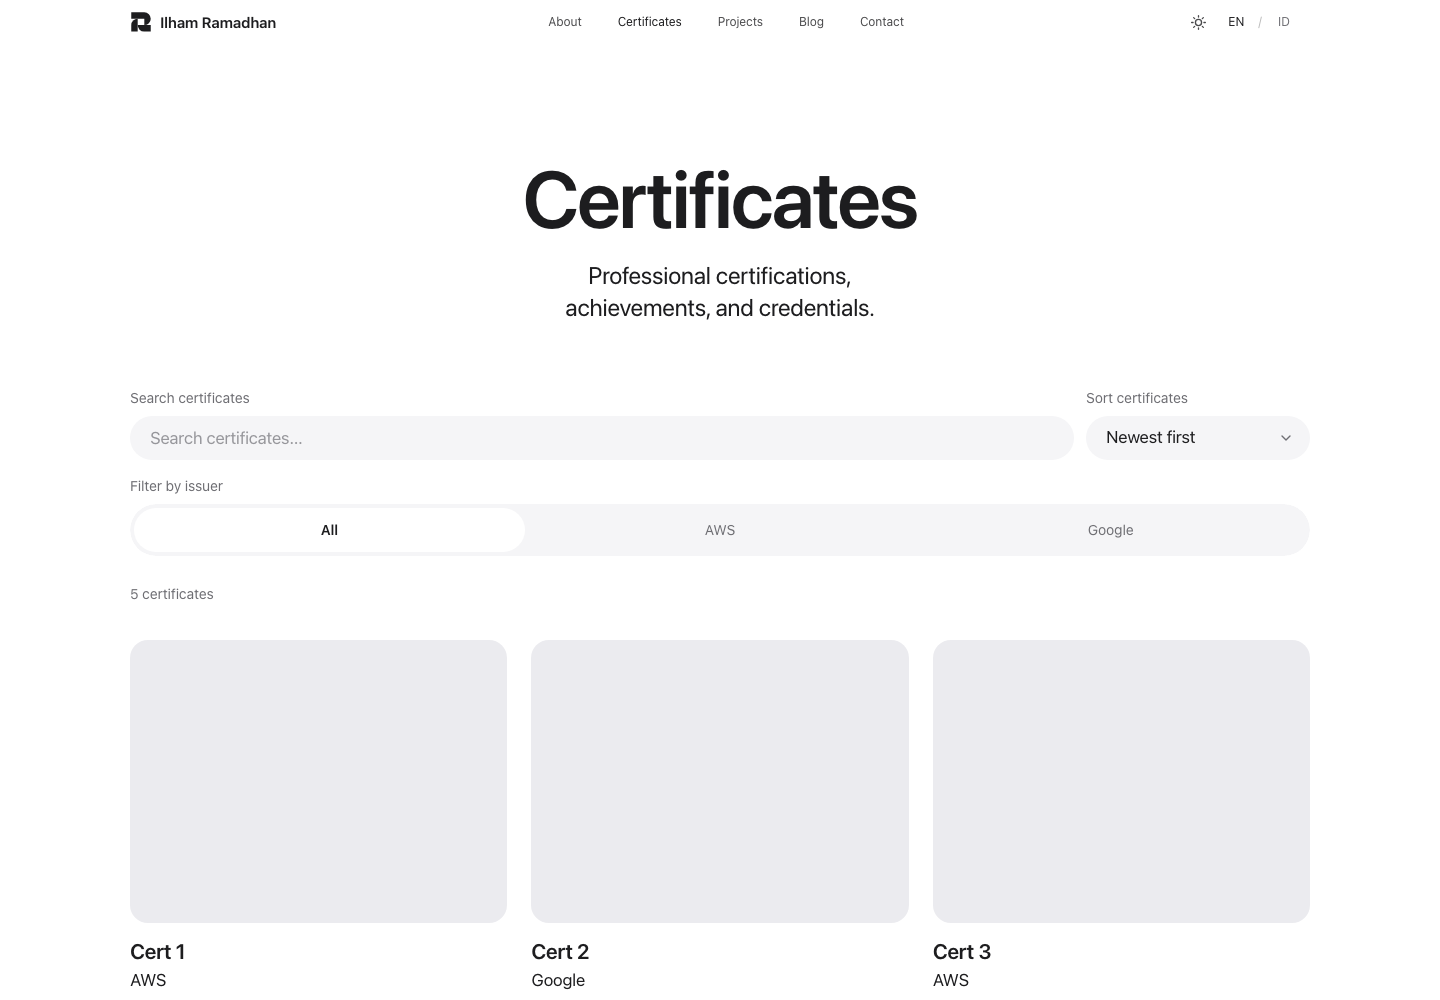 Ilham Ramadhan
About Certificates Projects Blog Contact
EN / ID
Certificates
Professional certifications,
achievements, and credentials.
Search certificates
Sort certificates
Search certificates...
Newest first
Filter by issuer
All AWS Google
5 certificates
Cert 1
AWS
Cert 2
Google
Cert 3
AWS